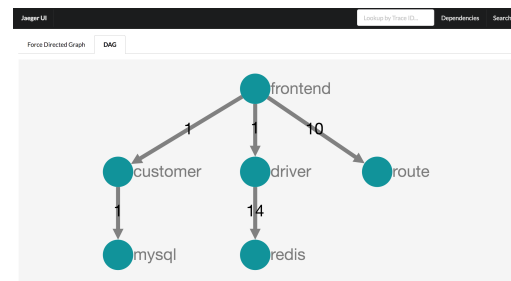 Jaeger UI Lookup by Trace ID... Dependencies Search
Force Directed Graph DAG
frontend
1 1 10
customer driver route
1 14
mysql redis